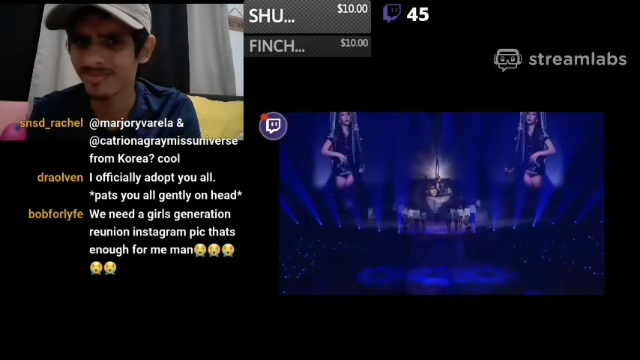 SHU... $10.00
FINCH... $10.00
45
streamlabs
snsd_rachel @marjoryvarela &
@catrionagraymissuniverse
from Korea? cool
draolven I officially adopt you all.
*pats you all gently on head*
bobforlyfe We need a girls generation
reunion instagram pic thats
enough for me man😭😭😭
😭😭